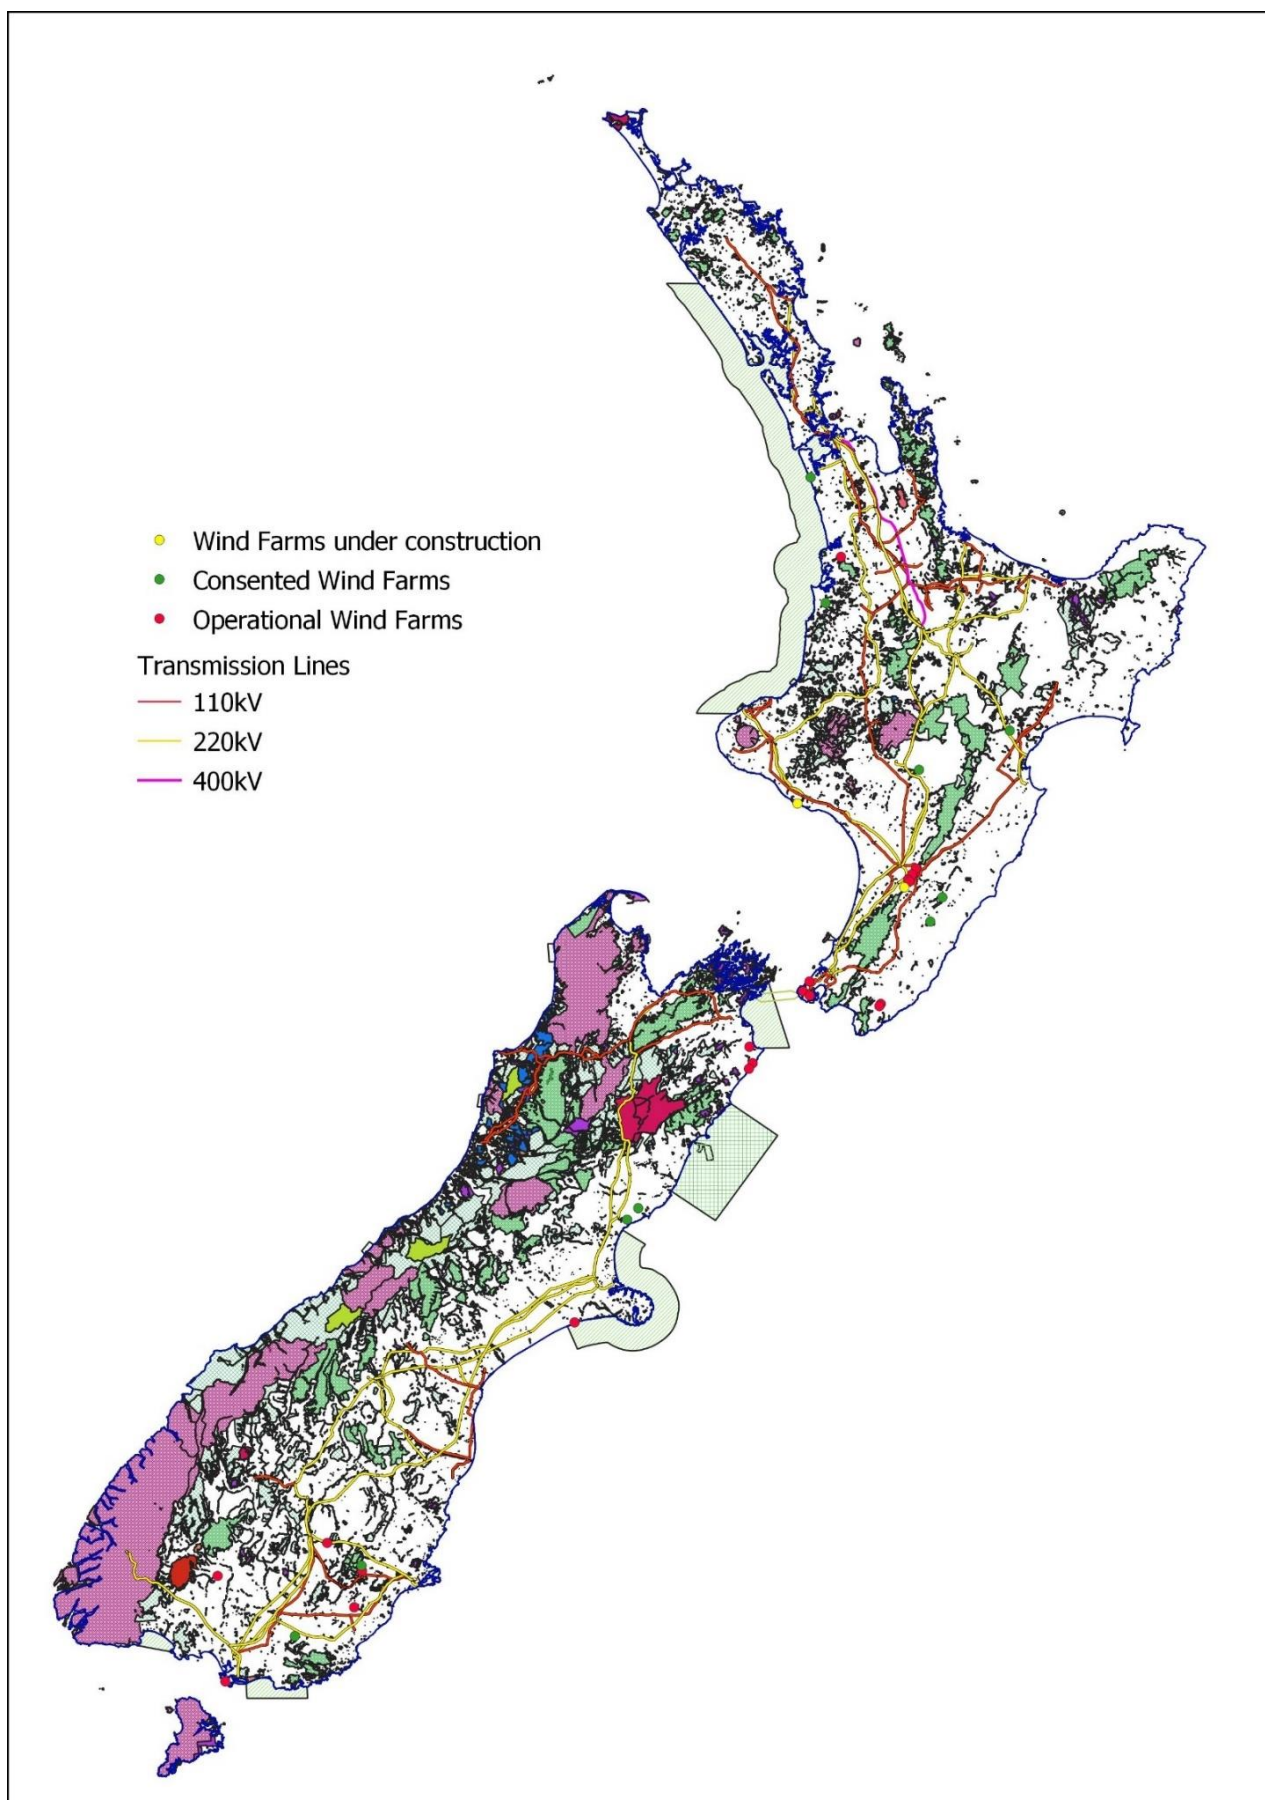 Wind Farms under construction
Consented Wind Farms
Operational Wind Farms
Transmission Lines
110kV
220kV
400kV